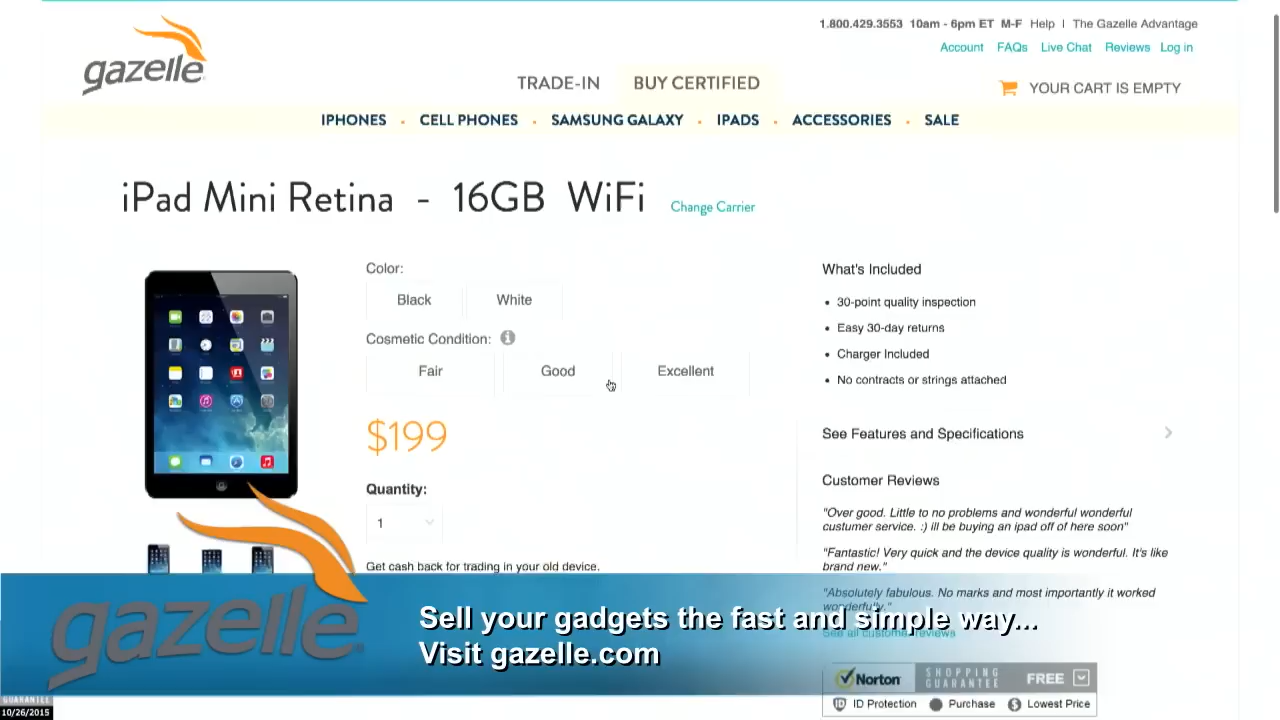 1.800.429.3553 10am - 6pm ET M-F Help | The Gazelle Advantage
gazelle
Account FAQs Live Chat Reviews Log in
TRADE-IN BUY CERTIFIED
YOUR CART IS EMPTY
IPHONES • CELL PHONES • SAMSUNG GALAXY • IPADS • ACCESSORIES • SALE
iPad Mini Retina - 16GB WiFi Change Carrier
Color:
Black White
Cosmetic Condition:
Fair Good Excellent
$199
Quantity:
1
Get cash back for trading in your old device.
What's Included
• 30-point quality inspection
• Easy 30-day returns
• Charger Included
• No contracts or strings attached
See Features and Specifications
Customer Reviews
"Over good. Little to no problems and wonderful wonderful
custumer service. :) ill be buying an ipad off of here soon"
"Fantastic! Very quick and the device quality is wonderful. It's like
brand new."
"Absolutely fabulous. No marks and most importantly it worked
wonderfully."
See all customer reviews
gazelle®
Sell your gadgets the fast and simple way...
Visit gazelle.com
Norton SHOPPING GUARANTEE FREE
ID Protection Purchase Lowest Price
GUARANTEE
10/26/2015